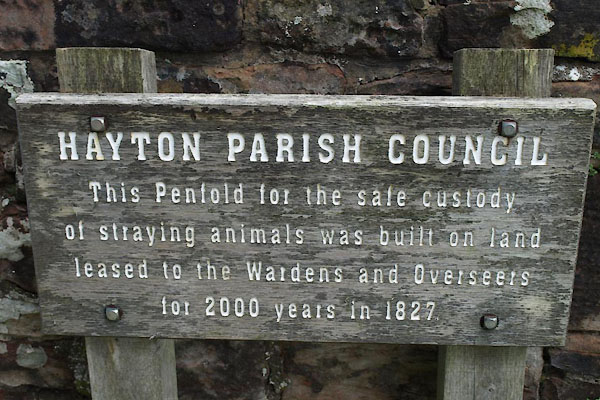 HAYTON PARISH COUNCIL
This Penfold for the safe custody
of straying animals was built on land
leased to the Wardens and Overseers
for 2000 years in 1827.